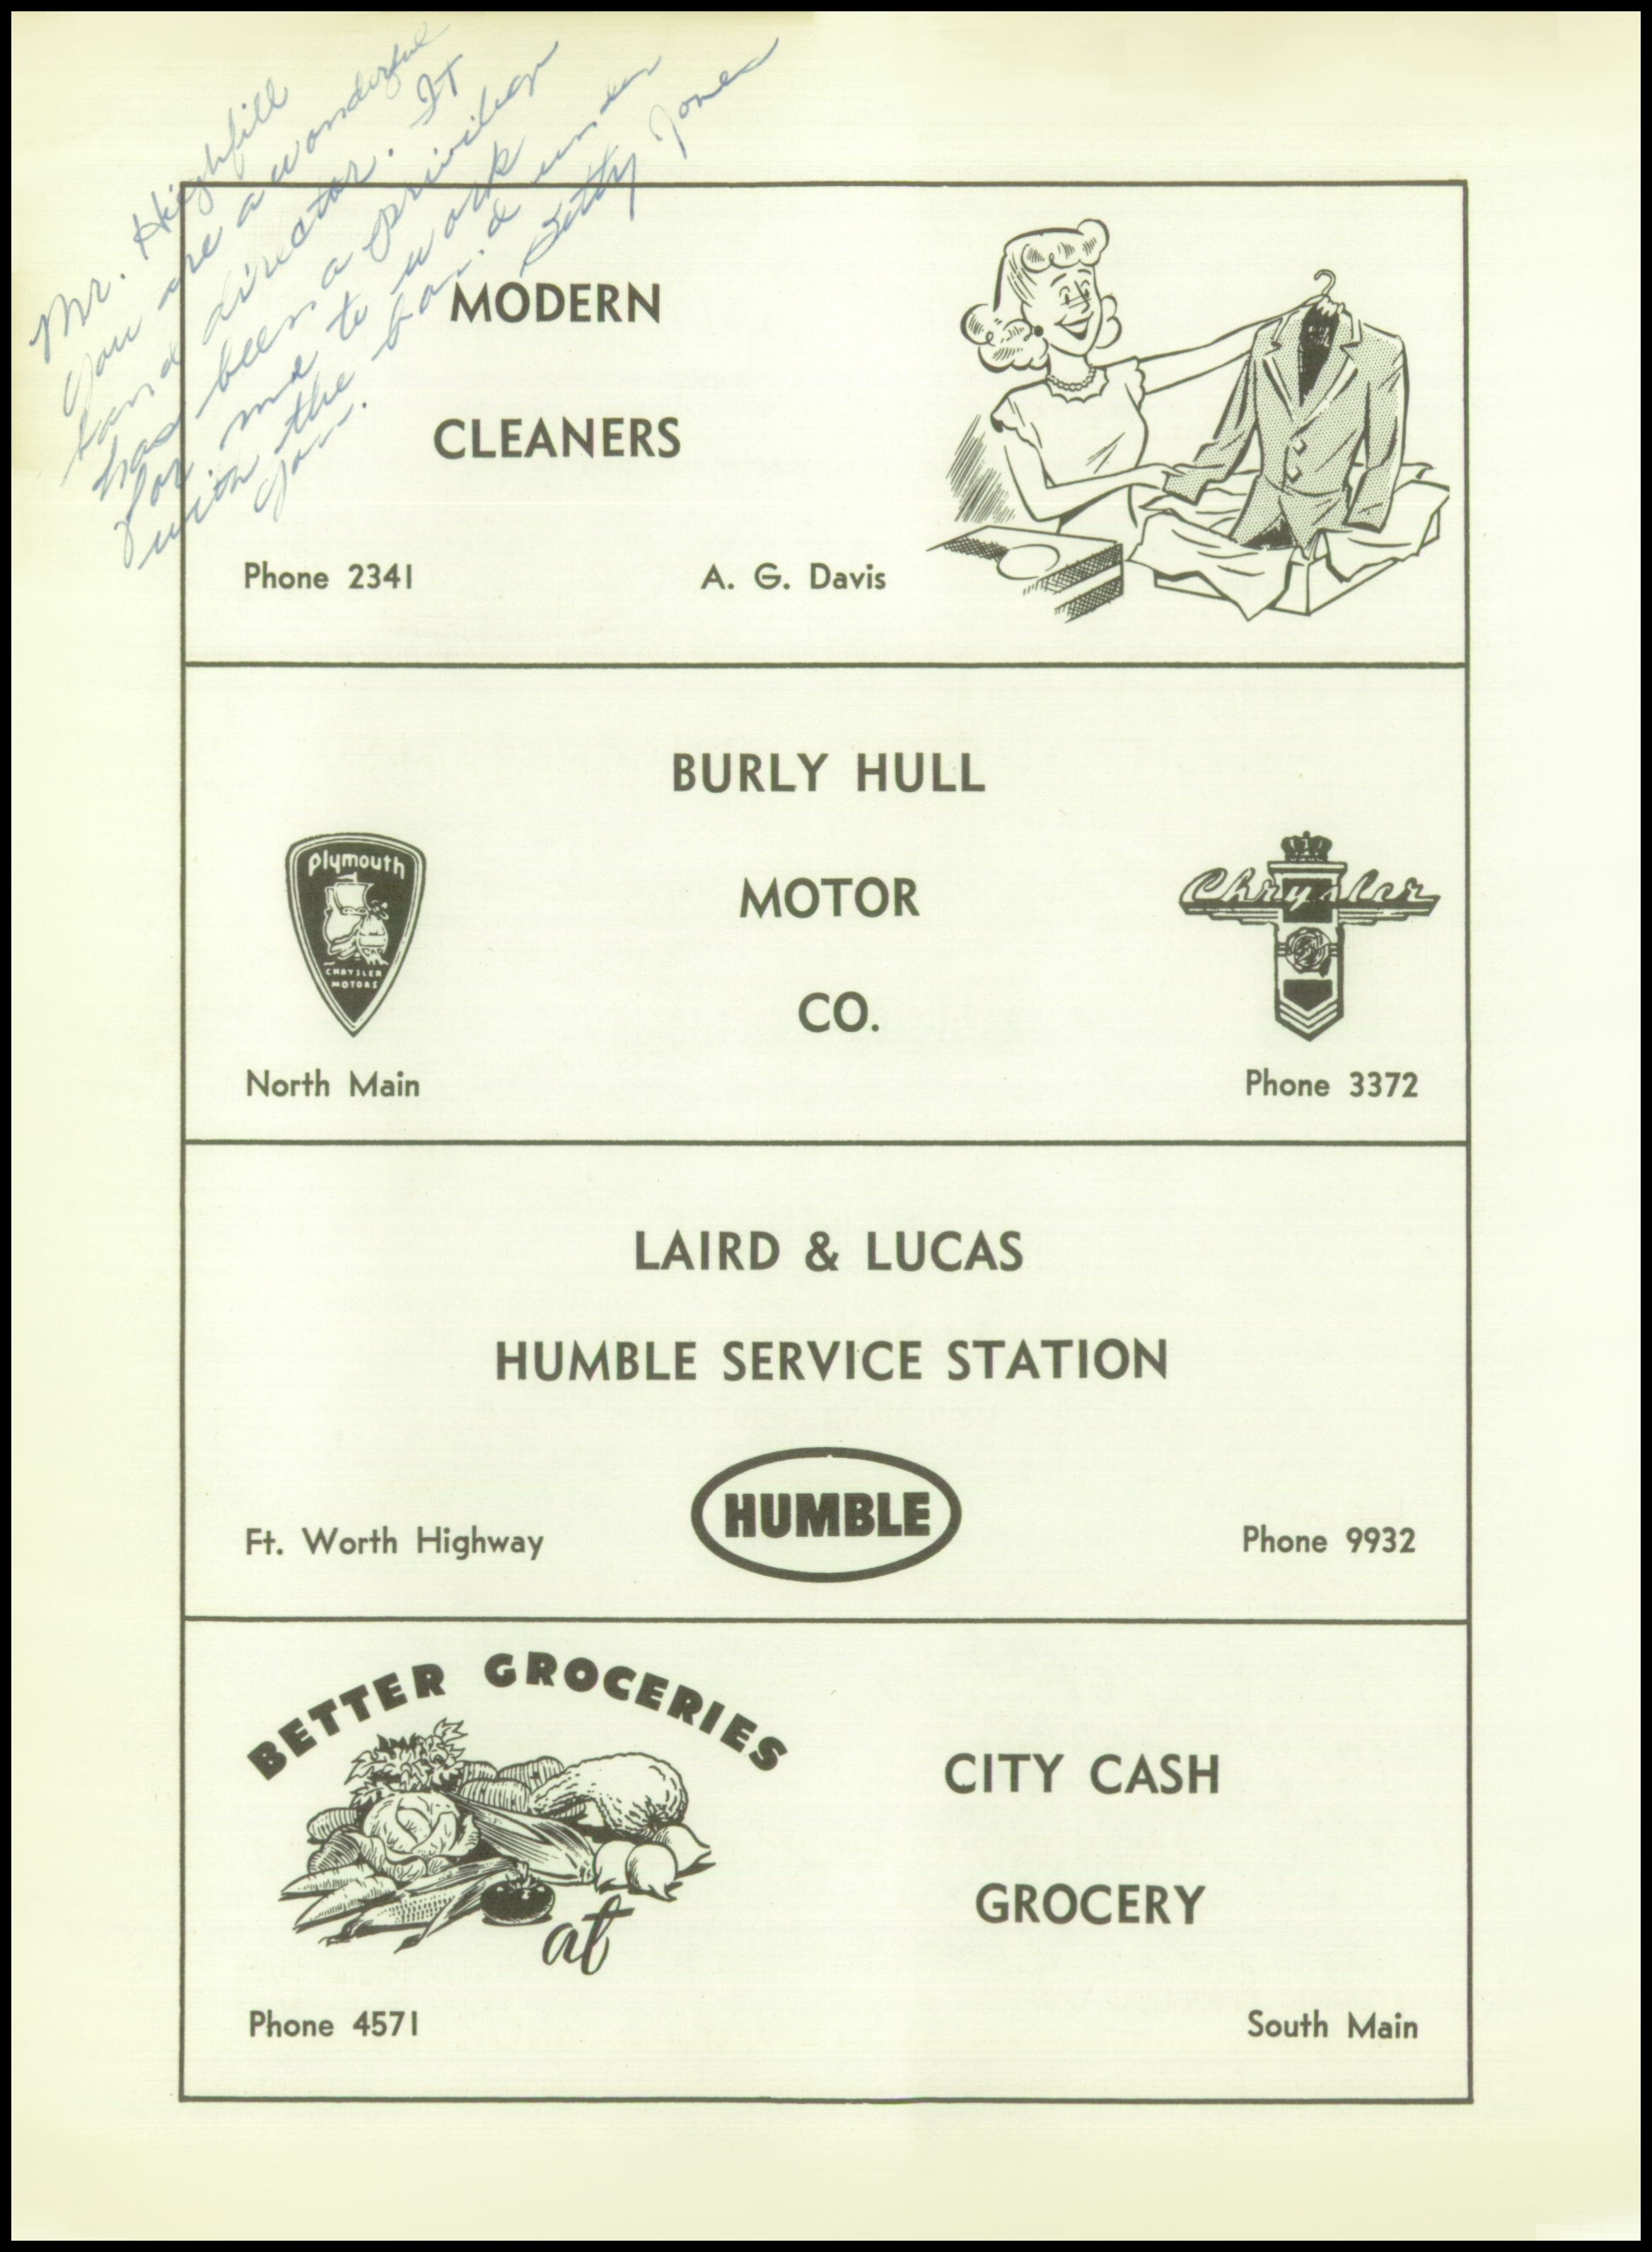 Mr. Highfill
you are a wonderful
band director. It
has been a privilege
for me to work
with the band under
you.
Betty Jones
MODERN
CLEANERS
Phone 2341 A. G. Davis
BURLY HULL
MOTOR
CO.
Plymouth
CHRYSLER
MOTORS
Chrysler
North Main Phone 3372
LAIRD & LUCAS
HUMBLE SERVICE STATION
HUMBLE
Ft. Worth Highway Phone 9932
BETTER GROCERIES
at
CITY CASH
GROCERY
Phone 4571 South Main